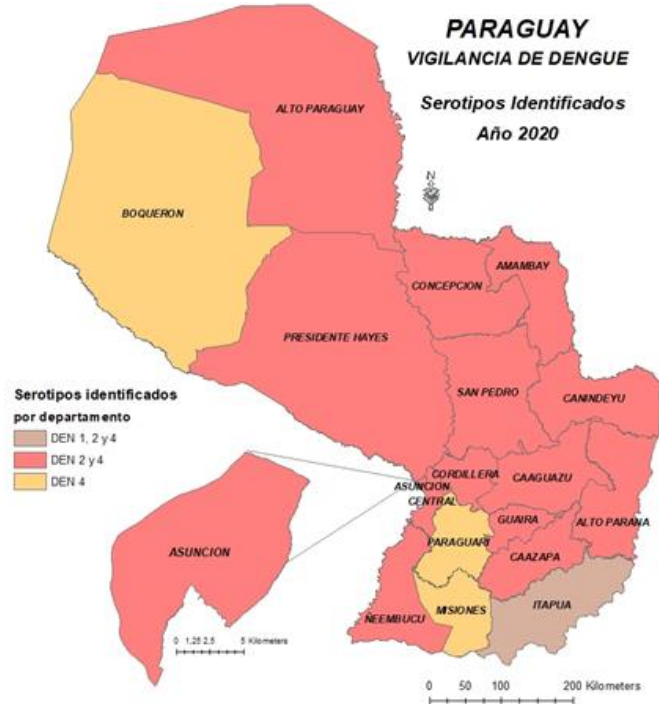 PARAGUAY
VIGILANCIA DE DENGUE
Serotipos Identificados
Año 2020
N
ALTO PARAGUAY
BOQUERON
CONCEPCION
AMAMBAY
PRESIDENTE HAYES
SAN PEDRO
CANINDEYU
Serotipos identificados
por departamento
DEN 1, 2 y 4
DEN 2 y 4
DEN 4
CORDILLERA
CAAGUAZU
ASUNCION
CENTRAL
GUAIRA
ALTO PARANA
PARAGUARI
CAAZAPA
ASUNCION
MISIONES
ITAPUA
ÑEEMBUCU
0 1,25 2,5 5 Kilometers
0 50 100 200 Kilometers